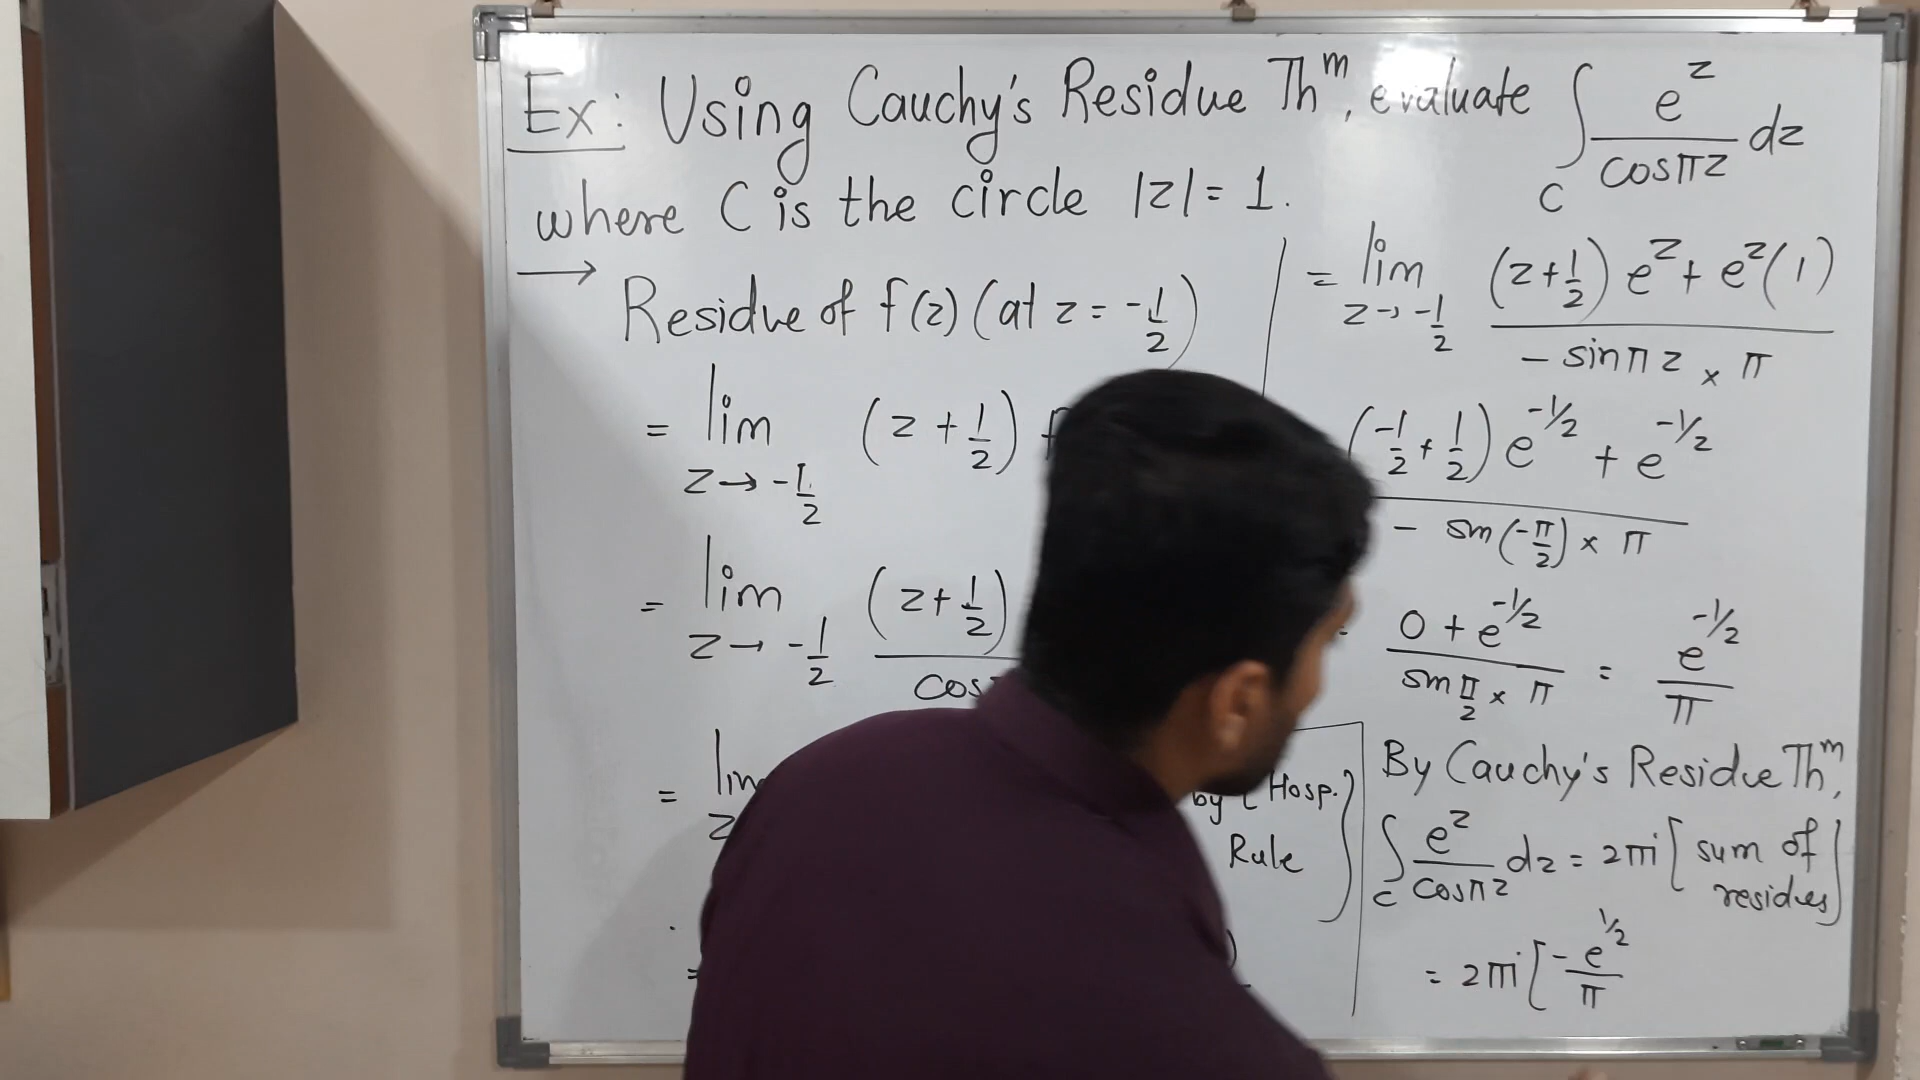 Ex: Using Cauchy's Residue Thᵐ, evaluate ∫_C e^z/cosπz dz
where C is the circle |z| = 1.
→ Residue of f(z) (at z = -1/2)
= lim z→-1/2 (z + 1/2) f
= lim z→-1/2 (z+1/2) / cos
= lim z
by L Hosp.
Rule
=
= lim z→-1/2 ((z+1/2) e^z + e^z(1)) / (-sinπz × π)
((-1/2 + 1/2) e^(-1/2) + e^(-1/2)) / (- sin(-π/2) × π)
(0 + e^(-1/2)) / (sin π/2 × π) = e^(-1/2)/π
By Cauchy's Residue Thᵐ,
∫_C e^z/cosπz dz = 2πi [sum of
residues]
= 2πi [-e^(1/2)/π